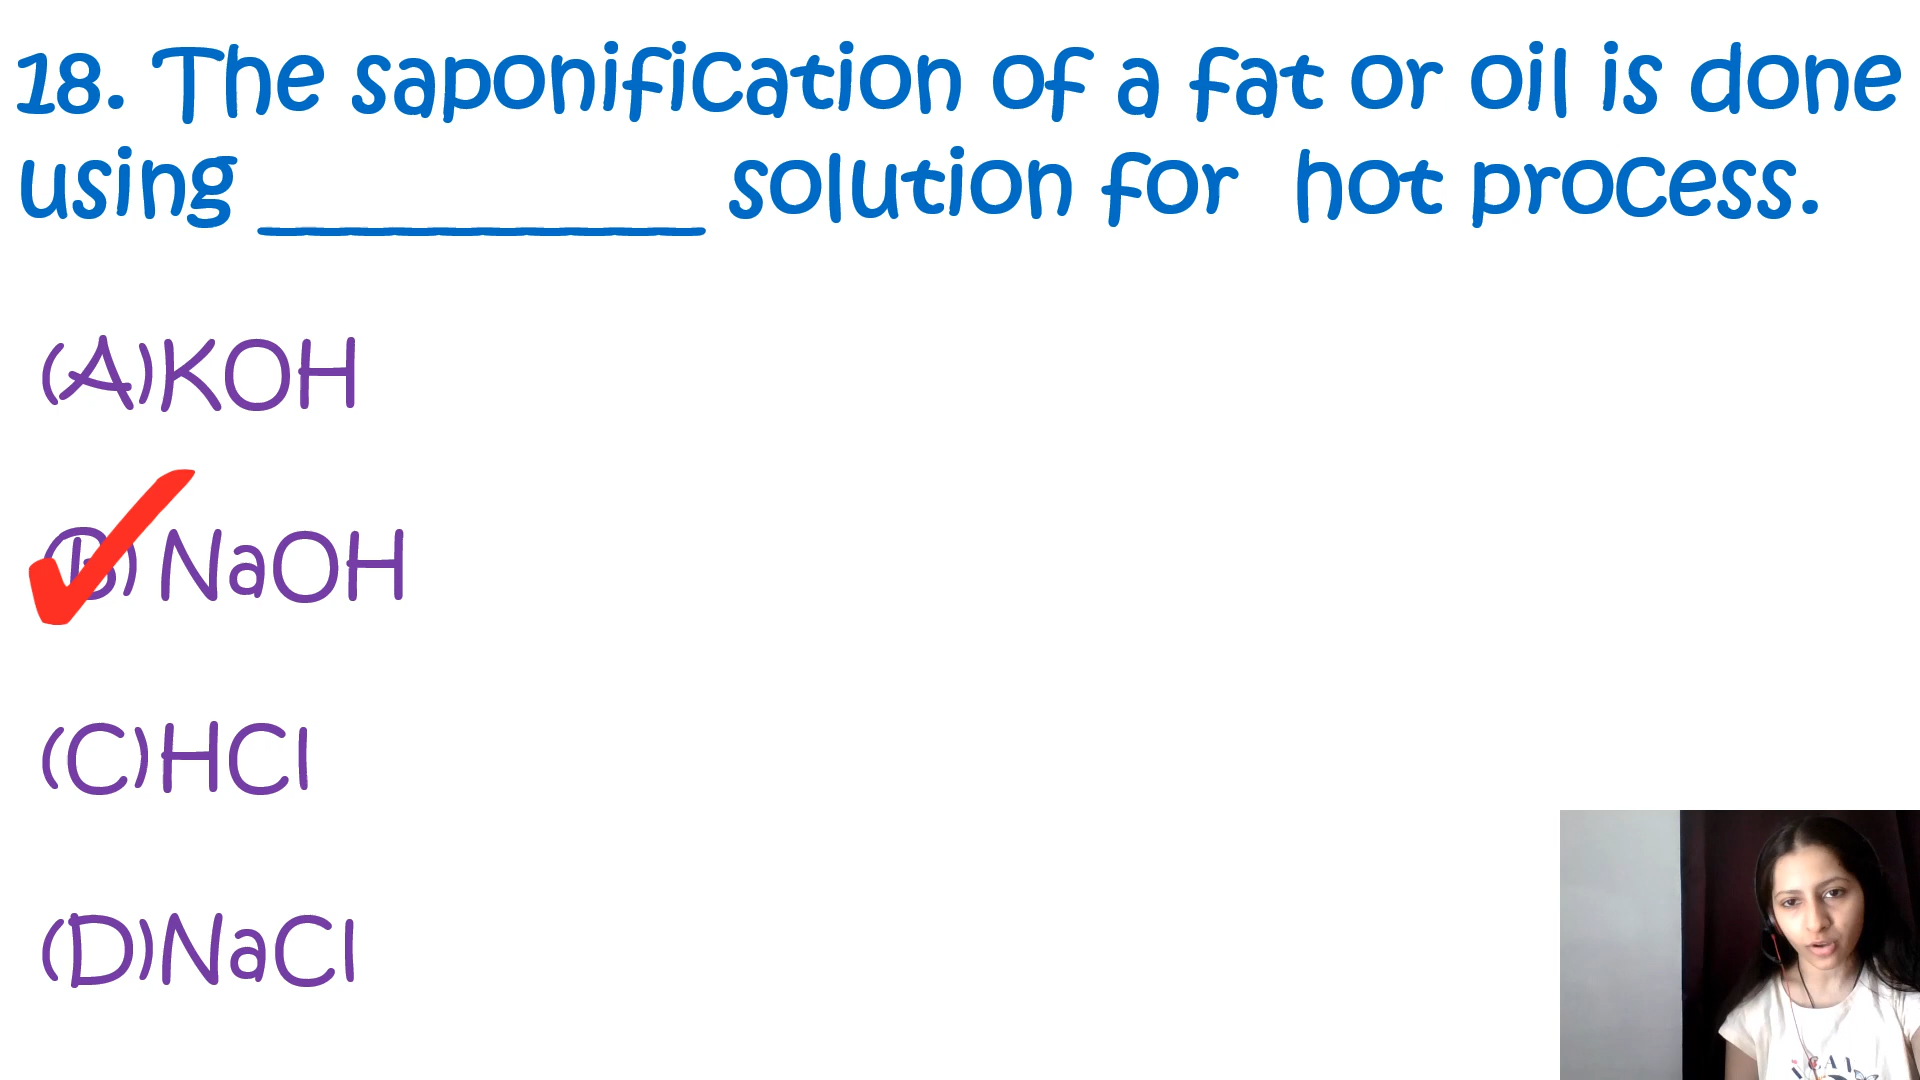 18. The saponification of a fat or oil is done
using __________ solution for hot process.
(A)KOH
(B) NaOH
(C)HCl
(D)NaCl